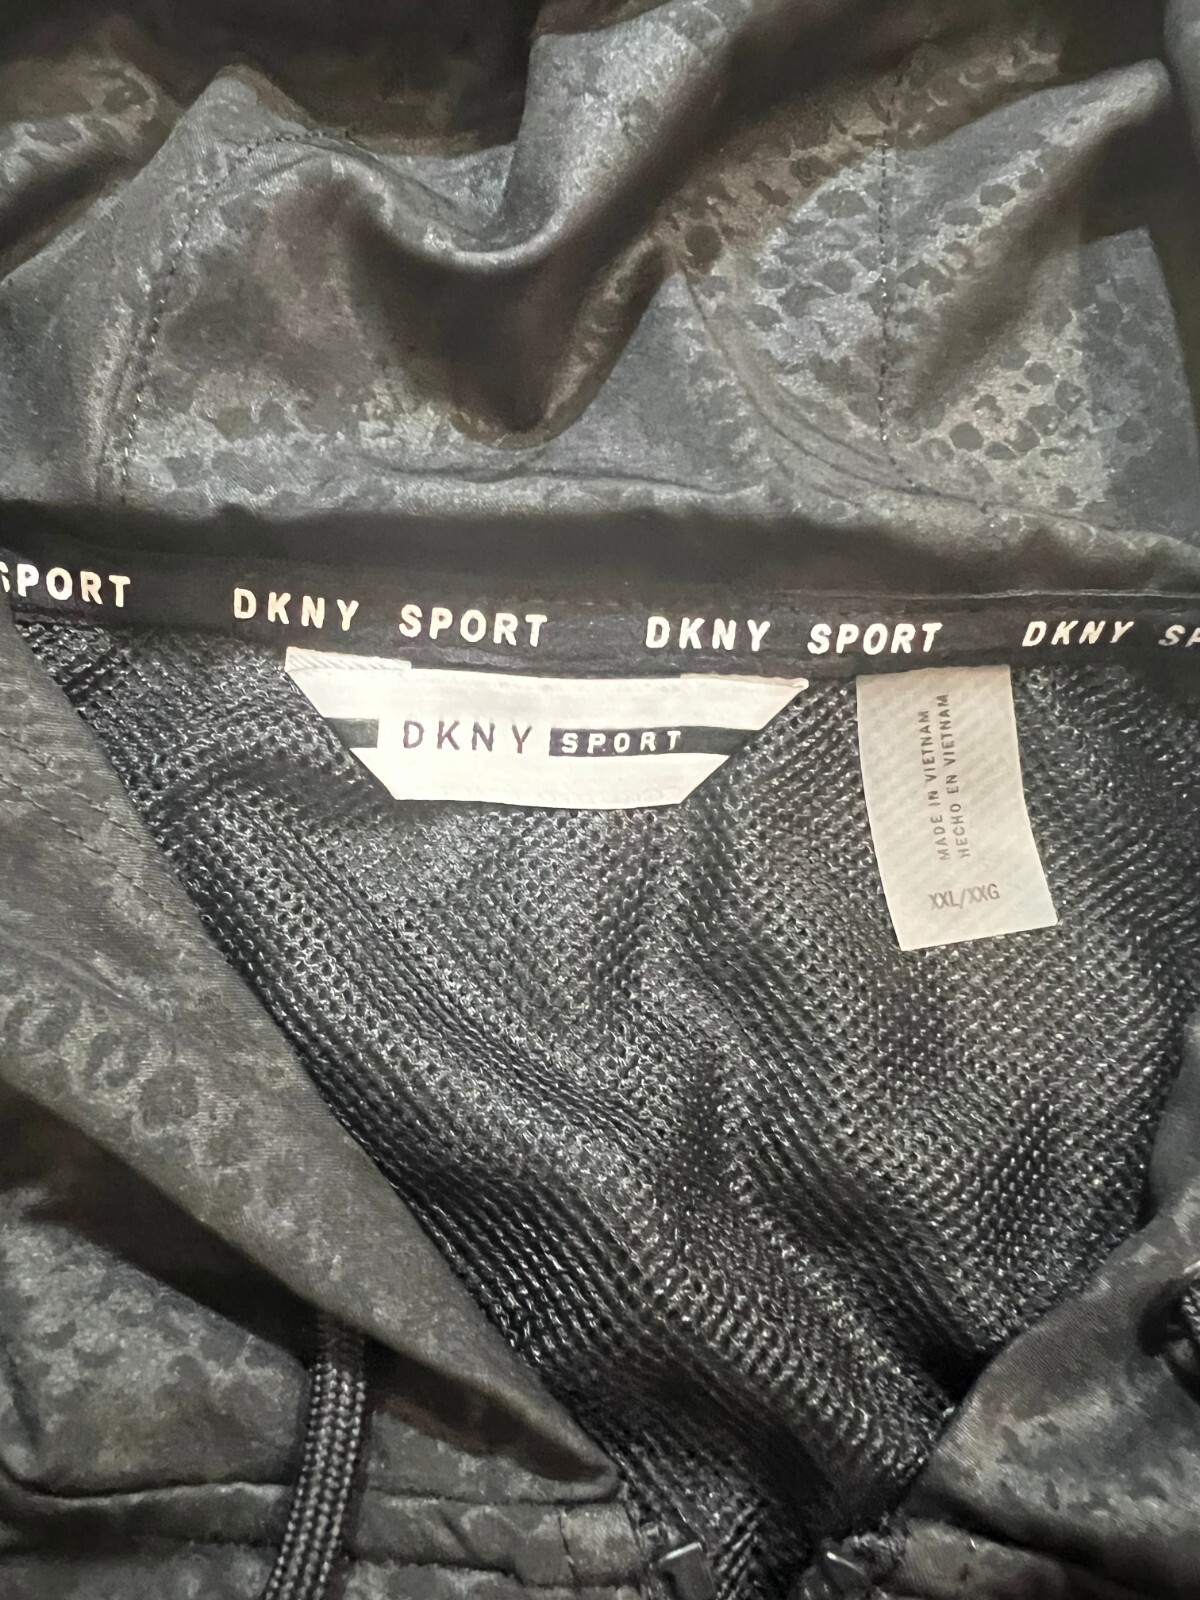 SPORT DKNY SPORT DKNY SPORT DKNY SP
DKNY SPORT
MADE IN VIETNAM
HECHO EN VIETNAM
XXL/XXG